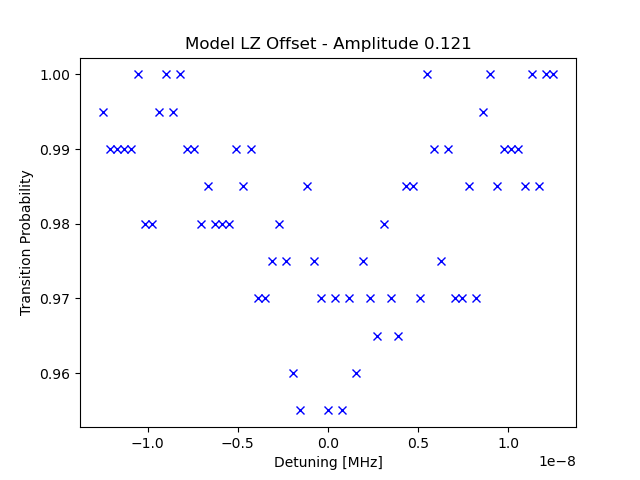 Model LZ Offset - Amplitude 0.121
1.00
0.99
0.98
0.97
0.96
Transition Probability
−1.0 −0.5 0.0 0.5 1.0
Detuning [MHz]
1e−8